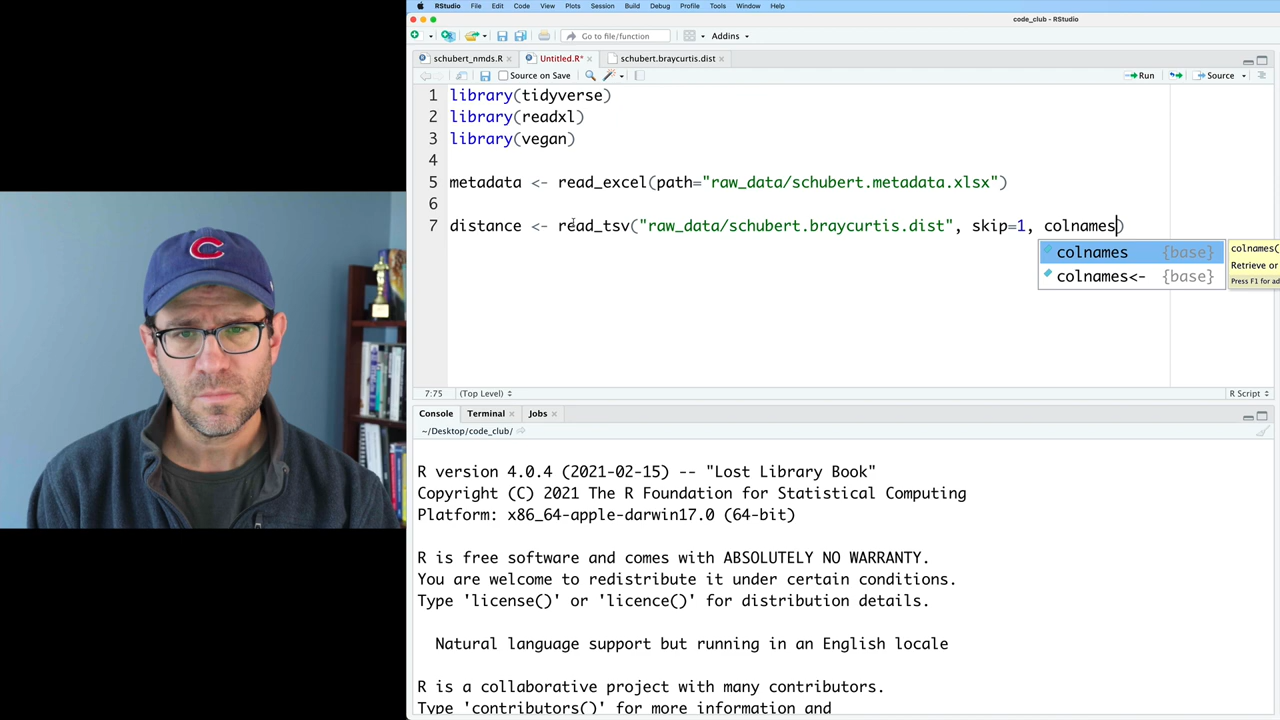 RStudio File Edit Code View Plots Session Build Debug Profile Tools Window Help
code_club - RStudio
Go to file/function Addins
schubert_nmds.R Untitled.R* schubert.braycurtis.dist
Source on Save Run Source
1 library(tidyverse)
2 library(readxl)
3 library(vegan)
4
5 metadata <- read_excel(path="raw_data/schubert.metadata.xlsx")
6
7 distance <- read_tsv("raw_data/schubert.braycurtis.dist", skip=1, colnames)
colnames {base} colnames(
Retrieve or
colnames<- {base} Press F1 for ad
7:75 (Top Level) R Script
Console Terminal Jobs
~/Desktop/code_club/
R version 4.0.4 (2021-02-15) -- "Lost Library Book"
Copyright (C) 2021 The R Foundation for Statistical Computing
Platform: x86_64-apple-darwin17.0 (64-bit)
R is free software and comes with ABSOLUTELY NO WARRANTY.
You are welcome to redistribute it under certain conditions.
Type 'license()' or 'licence()' for distribution details.
Natural language support but running in an English locale
R is a collaborative project with many contributors.
Type 'contributors()' for more information and